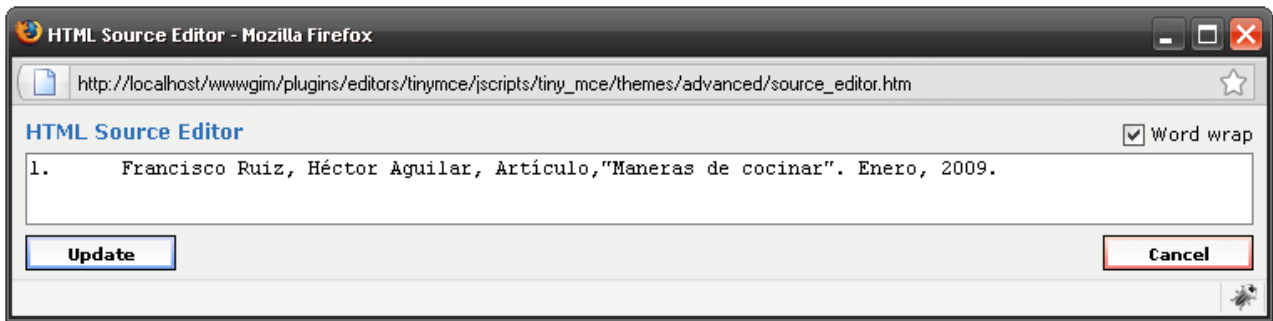 HTML Source Editor - Mozilla Firefox
http://localhost/wwwgim/plugins/editors/tinymce/jscripts/tiny_mce/themes/advanced/source_editor.htm
HTML Source Editor Word wrap
1. Francisco Ruiz, Héctor Aguilar, Artículo,"Maneras de cocinar". Enero, 2009.
Update Cancel